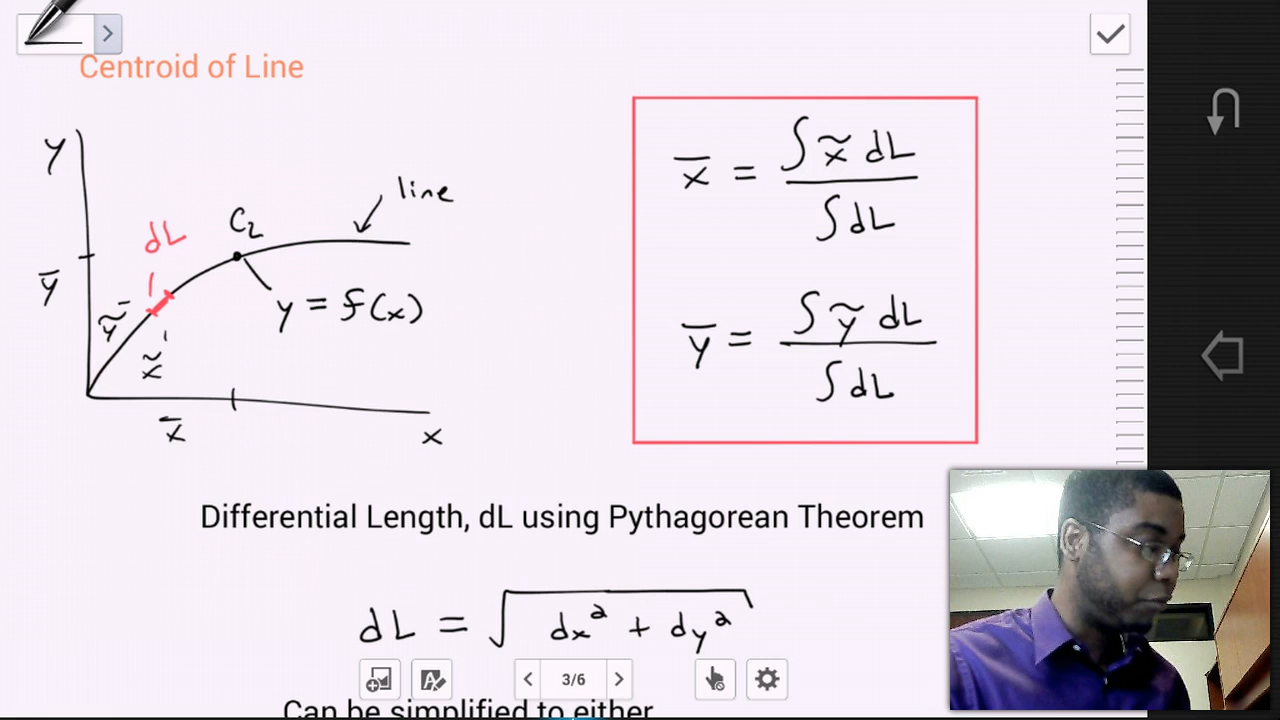 Centroid of Line
y
line
dL
C_L
ȳ
y = f(x)
ỹ
x̃
x̄
x
x̄ = ∫ x̃ dL / ∫ dL
ȳ = ∫ ỹ dL / ∫ dL
Differential Length, dL using Pythagorean Theorem
dL = √(dx² + dy²)
3/6
Can be simplified to either